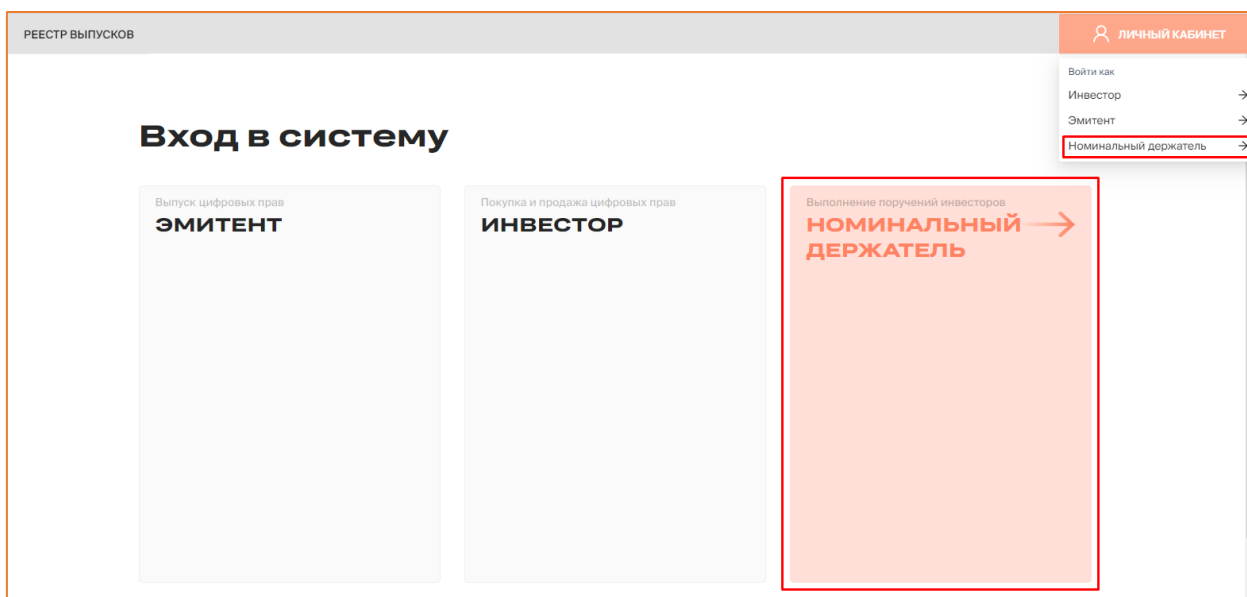 РЕЕСТР ВЫПУСКОВ
ЛИЧНЫЙ КАБИНЕТ
Войти как
Инвестор
Эмитент
Номинальный держатель
Вход в систему
Выпуск цифровых прав
ЭМИТЕНТ
Покупка и продажа цифровых прав
ИНВЕСТОР
Выполнение поручений инвесторов
НОМИНАЛЬНЫЙ
ДЕРЖАТЕЛЬ